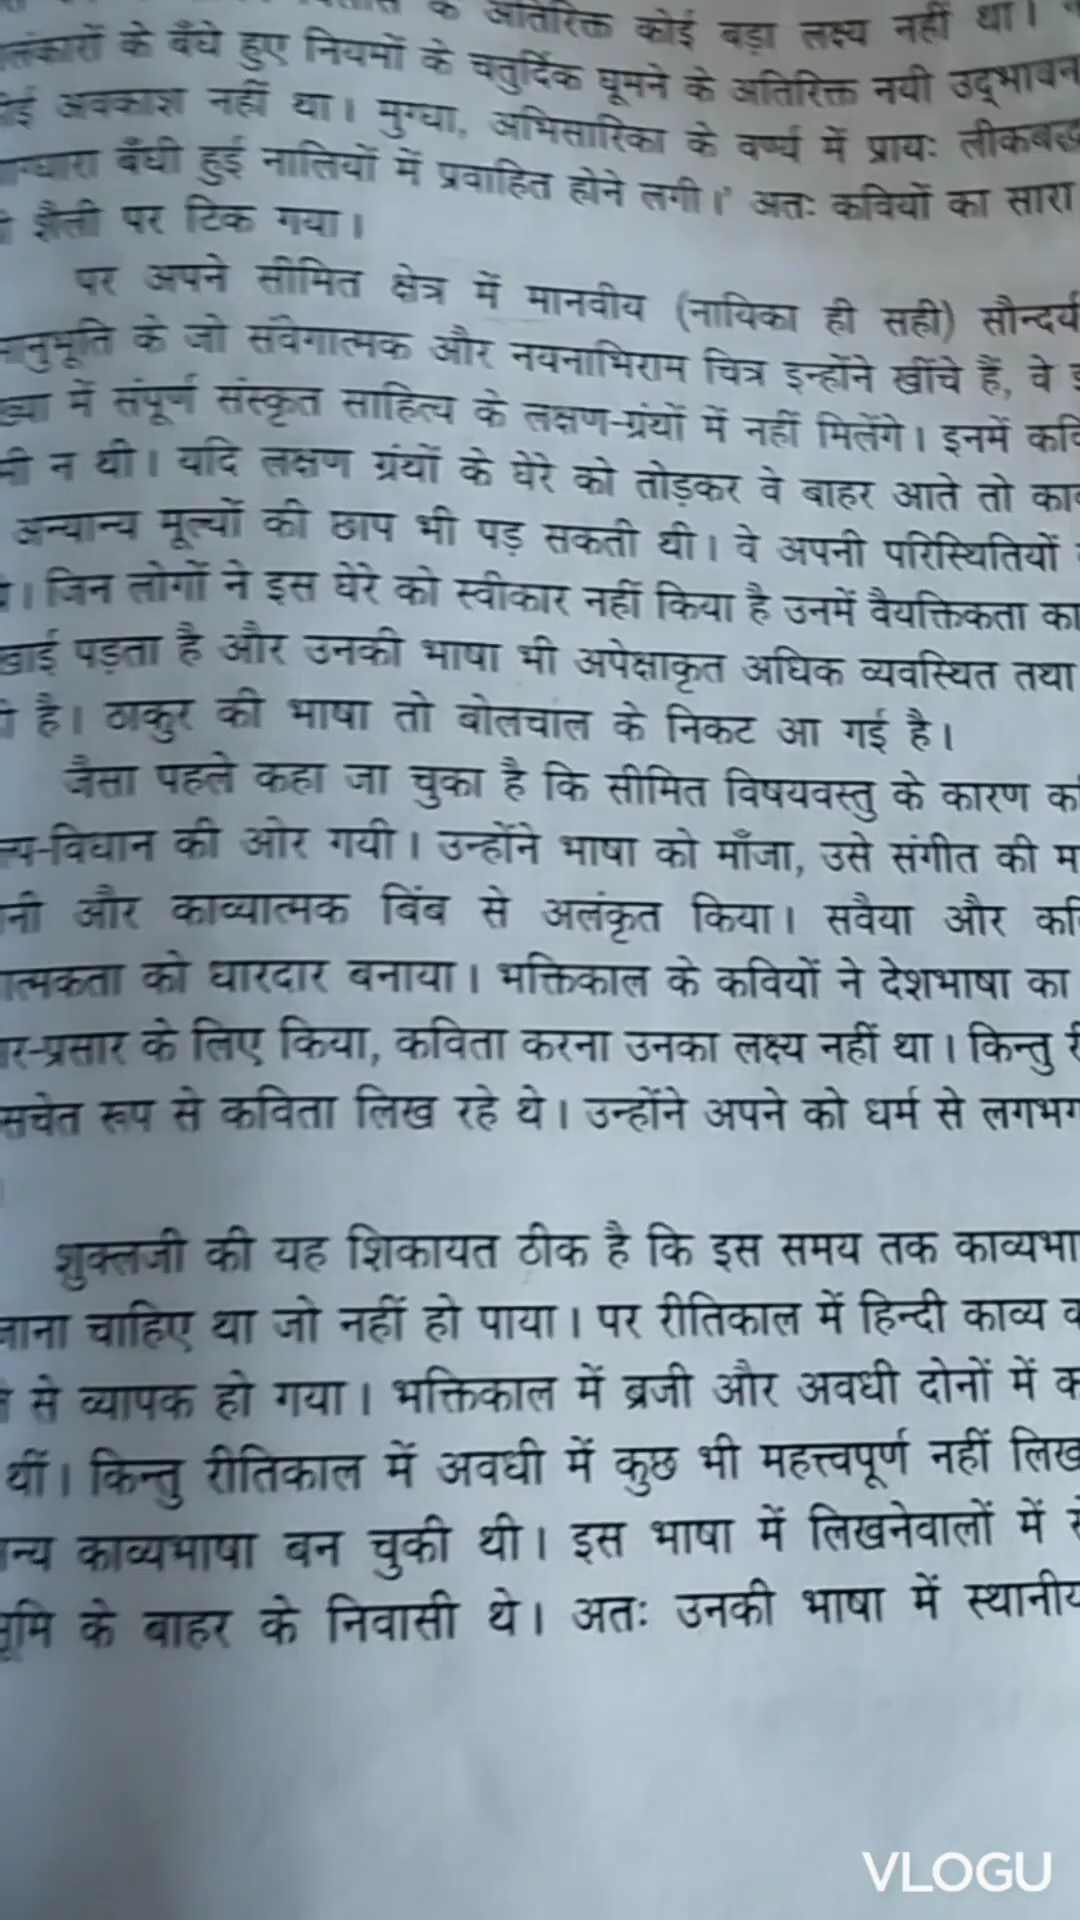 के अतिरिक्त कोई बड़ा लक्ष्य नहीं था।
के बँधे हुए नियमों के चतुर्दिक घूमने के अतिरिक्त नयी उद्भावन
अवकाश नहीं था। मुग्धा, अभिसारिका के वर्ण्य में प्रायः लीकबद्ध
बँधी हुई नालियों में प्रवाहित होने लगी।' अतः कवियों का सारा
शैली पर टिक गया।
पर अपने सीमित क्षेत्र में मानवीय (नायिका ही सही) सौन्दर्य
नुभूति के जो संवेगात्मक और नयनाभिराम चित्र इन्होंने खींचे हैं, वे
में संपूर्ण संस्कृत साहित्य के लक्षण-ग्रंथों में नहीं मिलेंगे। इनमें कवि
न थी। यदि लक्षण ग्रंथों के घेरे को तोड़कर वे बाहर आते तो काव
अन्यान्य मूल्यों की छाप भी पड़ सकती थी। वे अपनी परिस्थितियों
। जिन लोगों ने इस घेरे को स्वीकार नहीं किया है उनमें वैयक्तिकता का
खाई पड़ता है और उनकी भाषा भी अपेक्षाकृत अधिक व्यवस्थित तथा
है। ठाकुर की भाषा तो बोलचाल के निकट आ गई है।
जैसा पहले कहा जा चुका है कि सीमित विषयवस्तु के कारण
-विधान की ओर गयी। उन्होंने भाषा को माँजा, उसे संगीत की म
नी और काव्यात्मक बिंब से अलंकृत किया। सवैया और कवि
त्मकता को धारदार बनाया। भक्तिकाल के कवियों ने देशभाषा का
र-प्रसार के लिए किया, कविता करना उनका लक्ष्य नहीं था। किन्तु री
सचेत रूप से कविता लिख रहे थे। उन्होंने अपने को धर्म से लगभग
शुक्लजी की यह शिकायत ठीक है कि इस समय तक काव्यभा
जाना चाहिए था जो नहीं हो पाया। पर रीतिकाल में हिन्दी काव्य
से व्यापक हो गया। भक्तिकाल में ब्रजी और अवधी दोनों में
थीं। किन्तु रीतिकाल में अवधी में कुछ भी महत्त्वपूर्ण नहीं लिख
न्य काव्यभाषा बन चुकी थी। इस भाषा में लिखनेवालों में से
भूमि के बाहर के निवासी थे। अतः उनकी भाषा में स्थानीय
VLOGU